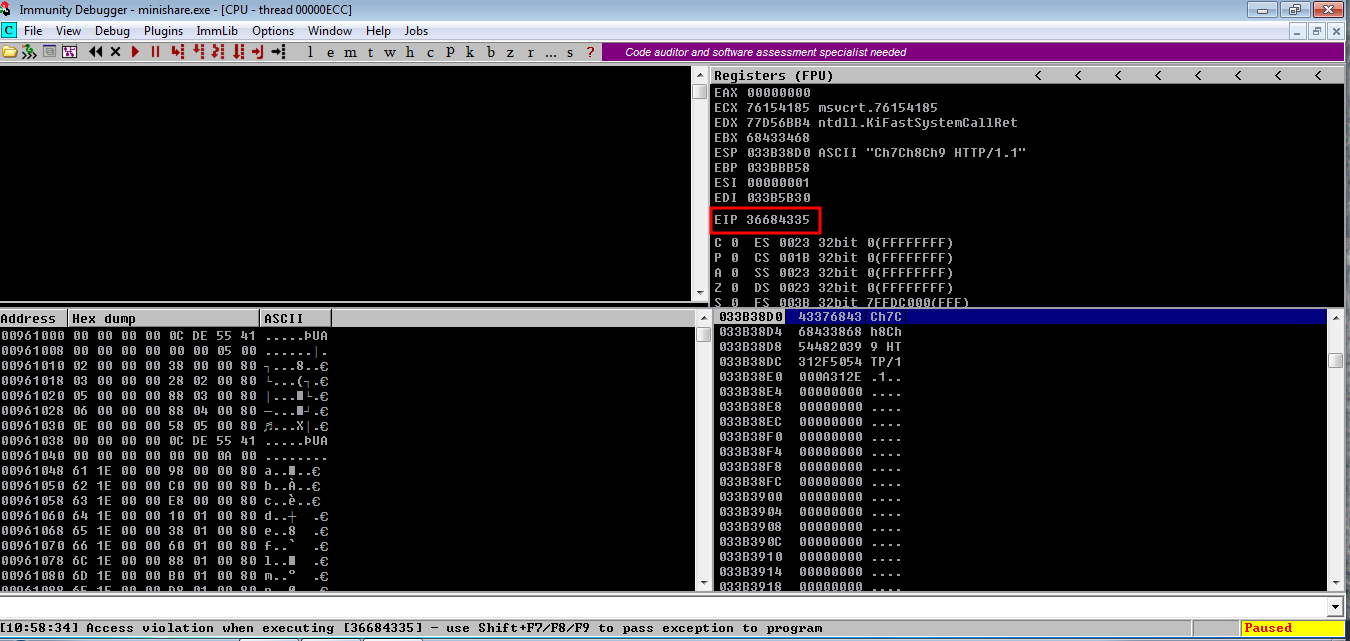 Immunity Debugger - minishare.exe - [CPU - thread 00000ECC]
C File View Debug Plugins ImmLib Options Window Help Jobs
l e m t w h c P k b z r ... s ? Code auditor and software assessment specialist needed
Registers (FPU) < < < < < < < <
EAX 00000000
ECX 76154185 msvcrt.76154185
EDX 77D56BB4 ntdll.KiFastSystemCallRet
EBX 68433468
ESP 033B38D0 ASCII "Ch7Ch8Ch9 HTTP/1.1"
EBP 033BBB58
ESI 00000001
EDI 033B5B30
EIP 36684335
C 0 ES 0023 32bit 0(FFFFFFFF)
P 0 CS 001B 32bit 0(FFFFFFFF)
A 0 SS 0023 32bit 0(FFFFFFFF)
Z 0 DS 0023 32bit 0(FFFFFFFF)
S 0 FS 003B 32bit 7FFDC000(FFF)
Address Hex dump ASCII
00961000 00 00 00 00 0C DE 55 41 .....ÞUA
00961008 00 00 00 00 00 00 05 00 ......|.
00961010 02 00 00 00 38 00 00 80 ┐...8..€
00961018 03 00 00 00 28 02 00 80 └...(┐.€
00961020 05 00 00 00 88 03 00 80 |...█└.€
00961028 06 00 00 00 88 04 00 80 ─...█┘.€
00961030 0E 00 00 00 58 05 00 80 ♬...X|.€
00961038 00 00 00 00 0C DE 55 41 .....ÞUA
00961040 00 00 00 00 00 00 0A 00 ........
00961048 61 1E 00 00 98 00 00 80 a..█..€
00961050 62 1E 00 00 C0 00 00 80 b..À..€
00961058 63 1E 00 00 E8 00 00 80 c..è..€
00961060 64 1E 00 00 10 01 00 80 d..┼ .€
00961068 65 1E 00 00 38 01 00 80 e..8 .€
00961070 66 1E 00 00 60 01 00 80 f..` .€
00961078 6C 1E 00 00 88 01 00 80 l..█ .€
00961080 6D 1E 00 00 B0 01 00 80 m..° .€
00961088 6E 1E 00 00 D8 01 00 80 n..Ø .€
033B38D0 43376843 Ch7C
033B38D4 68433868 h8Ch
033B38D8 54482039 9 HT
033B38DC 312F5054 TP/1
033B38E0 000A312E .1..
033B38E4 00000000 ....
033B38E8 00000000 ....
033B38EC 00000000 ....
033B38F0 00000000 ....
033B38F4 00000000 ....
033B38F8 00000000 ....
033B38FC 00000000 ....
033B3900 00000000 ....
033B3904 00000000 ....
033B3908 00000000 ....
033B390C 00000000 ....
033B3910 00000000 ....
033B3914 00000000 ....
033B3918 00000000 ....
[10:58:34] Access violation when executing [36684335] - use Shift+F7/F8/F9 to pass exception to program
Paused